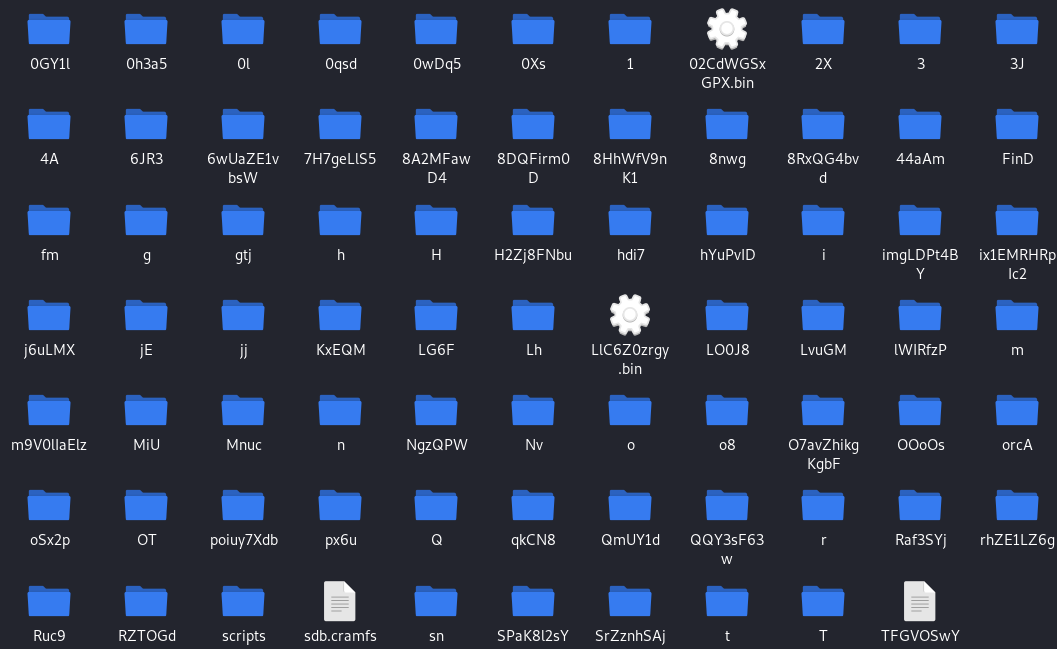 0GY1l
0h3a5
0l
0qsd
0wDq5
0Xs
1
02CdWGSx
GPX.bin
2X
3
3J
4A
6JR3
6wUaZE1v
bsW
7H7geLlS5
8A2MFaw
D4
8DQFirm0
D
8HhWfV9n
K1
8nwg
8RxQG4bv
d
44aAm
FinD
fm
g
gtj
h
H
H2Zj8FNbu
hdi7
hYuPvID
i
imgLDPt4B
Y
ix1EMRHRp
Ic2
j6uLMX
jE
jj
KxEQM
LG6F
Lh
LlC6Z0zrgy
.bin
LO0J8
LvuGM
lWIRfzP
m
m9V0lIaElz
MiU
Mnuc
n
NgzQPW
Nv
o
o8
O7avZhikg
KgbF
OOoOs
orcA
oSx2p
OT
poiuy7Xdb
px6u
Q
qkCN8
QmUY1d
QQY3sF63
w
r
Raf3SYj
rhZE1LZ6g
Ruc9
RZTOGd
scripts
sdb.cramfs
sn
SPaK8l2sY
SrZznhSAj
t
T
TFGVOSwY